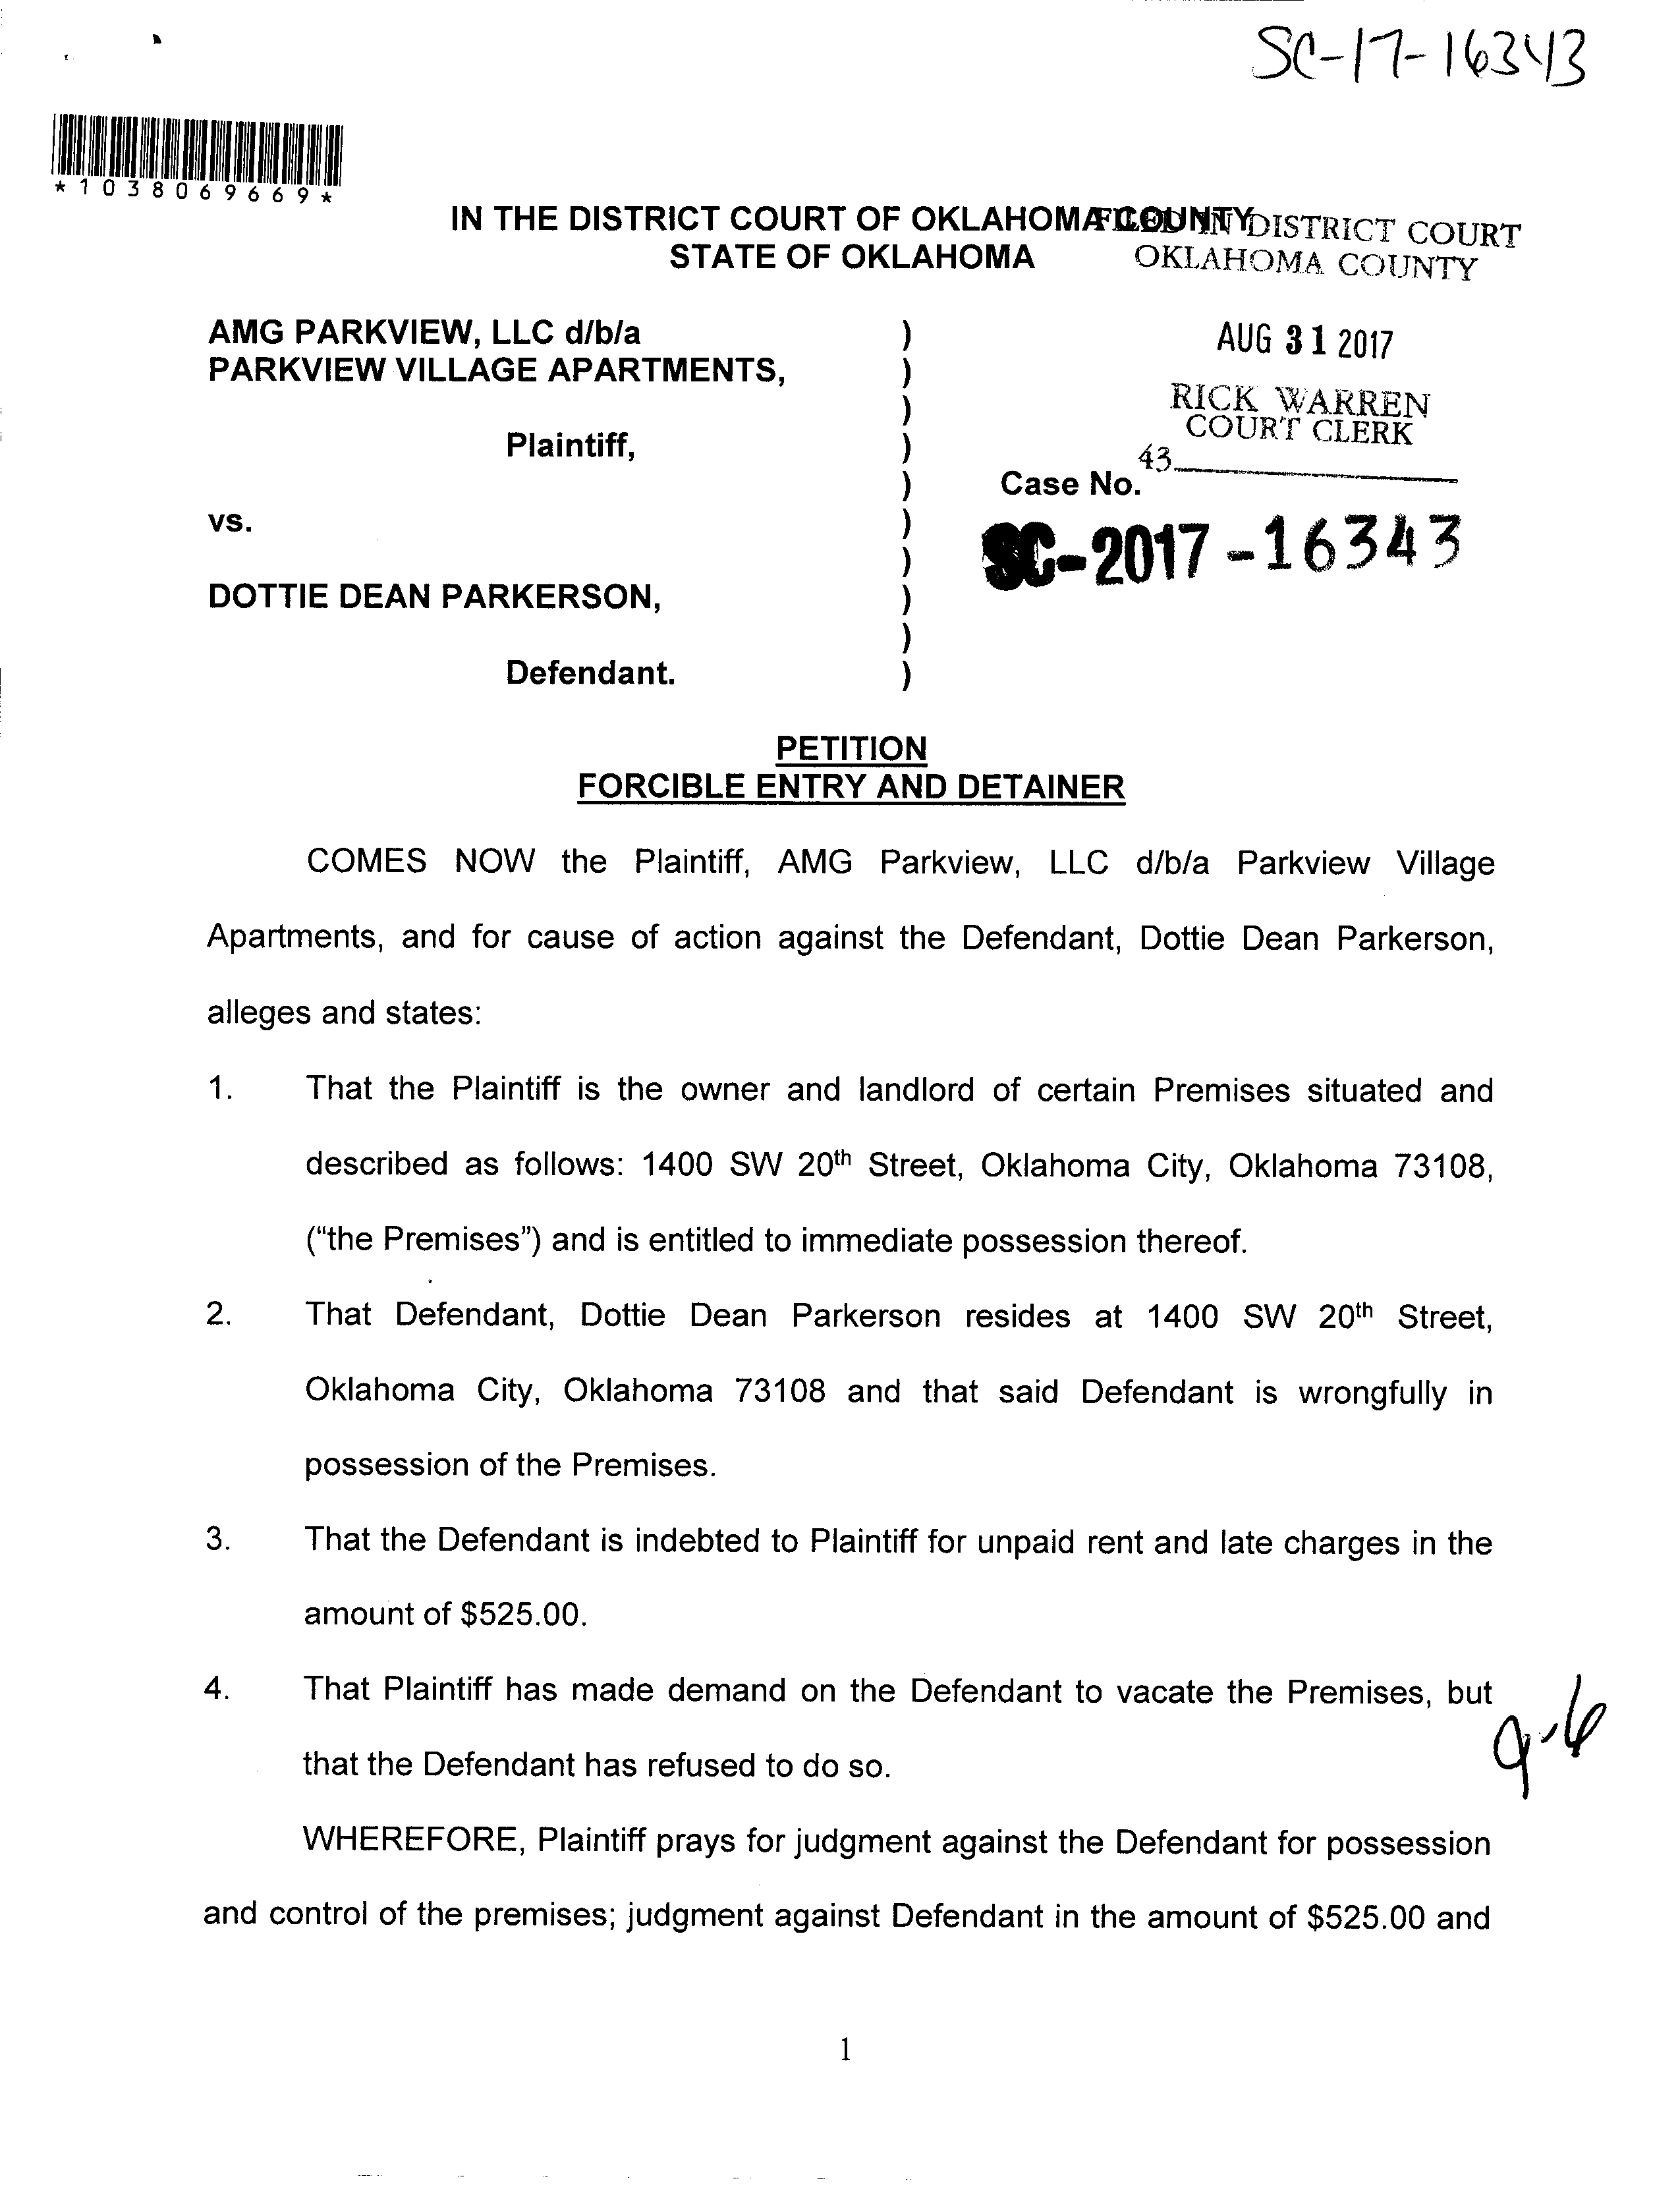 SC-17-16343
*1038069669*
IN THE DISTRICT COURT OF OKLAHOMA COUNTY
STATE OF OKLAHOMA
FILED IN DISTRICT COURT
OKLAHOMA COUNTY
AMG PARKVIEW, LLC d/b/a )
PARKVIEW VILLAGE APARTMENTS, )
)
Plaintiff, )
)
vs. )
)
DOTTIE DEAN PARKERSON, )
)
Defendant. )
AUG 31 2017
RICK WARREN
COURT CLERK
43
Case No.
SC-2017-16343
PETITION
FORCIBLE ENTRY AND DETAINER
COMES NOW the Plaintiff, AMG Parkview, LLC d/b/a Parkview Village
Apartments, and for cause of action against the Defendant, Dottie Dean Parkerson,
alleges and states:
1. That the Plaintiff is the owner and landlord of certain Premises situated and
described as follows: 1400 SW 20th Street, Oklahoma City, Oklahoma 73108,
(“the Premises”) and is entitled to immediate possession thereof.
2. That Defendant, Dottie Dean Parkerson resides at 1400 SW 20th Street,
Oklahoma City, Oklahoma 73108 and that said Defendant is wrongfully in
possession of the Premises.
3. That the Defendant is indebted to Plaintiff for unpaid rent and late charges in the
amount of $525.00.
4. That Plaintiff has made demand on the Defendant to vacate the Premises, but
that the Defendant has refused to do so.
9-6
WHEREFORE, Plaintiff prays for judgment against the Defendant for possession
and control of the premises; judgment against Defendant in the amount of $525.00 and
1